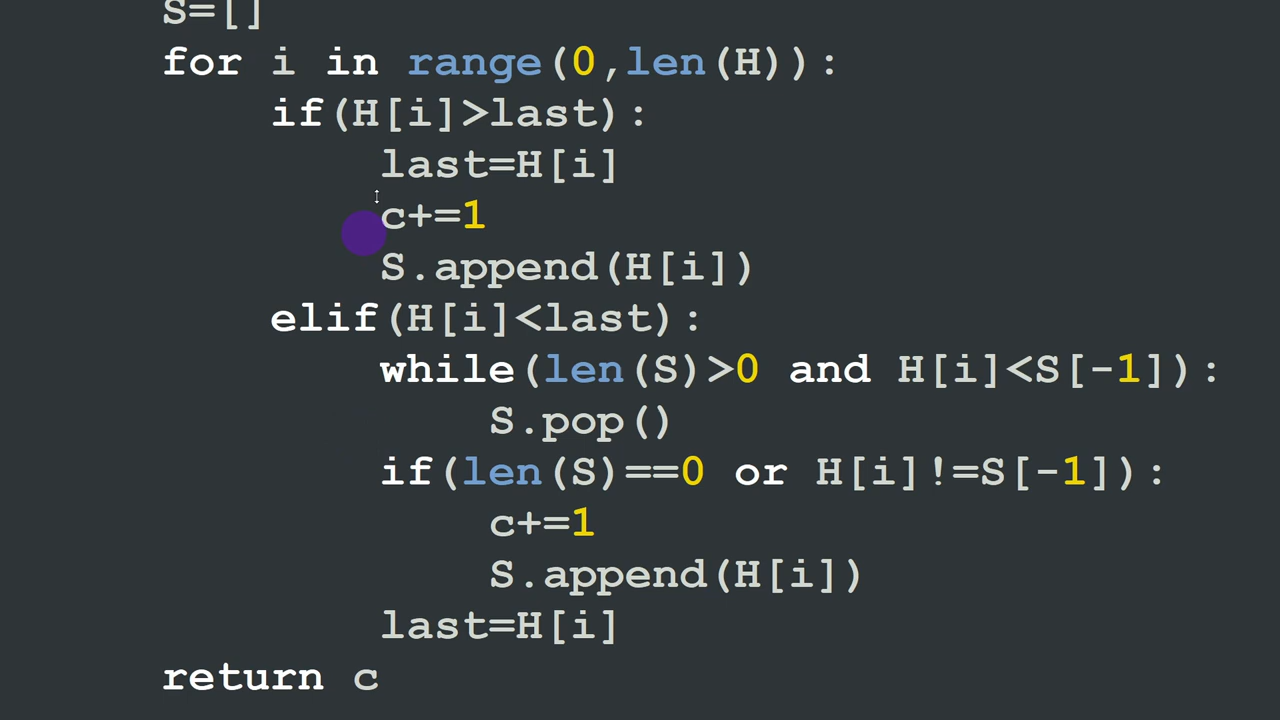 S=[]
for i in range(0,len(H)):
if(H[i]>last):
last=H[i]
c+=1
S.append(H[i])
elif(H[i]<last):
while(len(S)>0 and H[i]<S[-1]):
S.pop()
if(len(S)==0 or H[i]!=S[-1]):
c+=1
S.append(H[i])
last=H[i]
return c